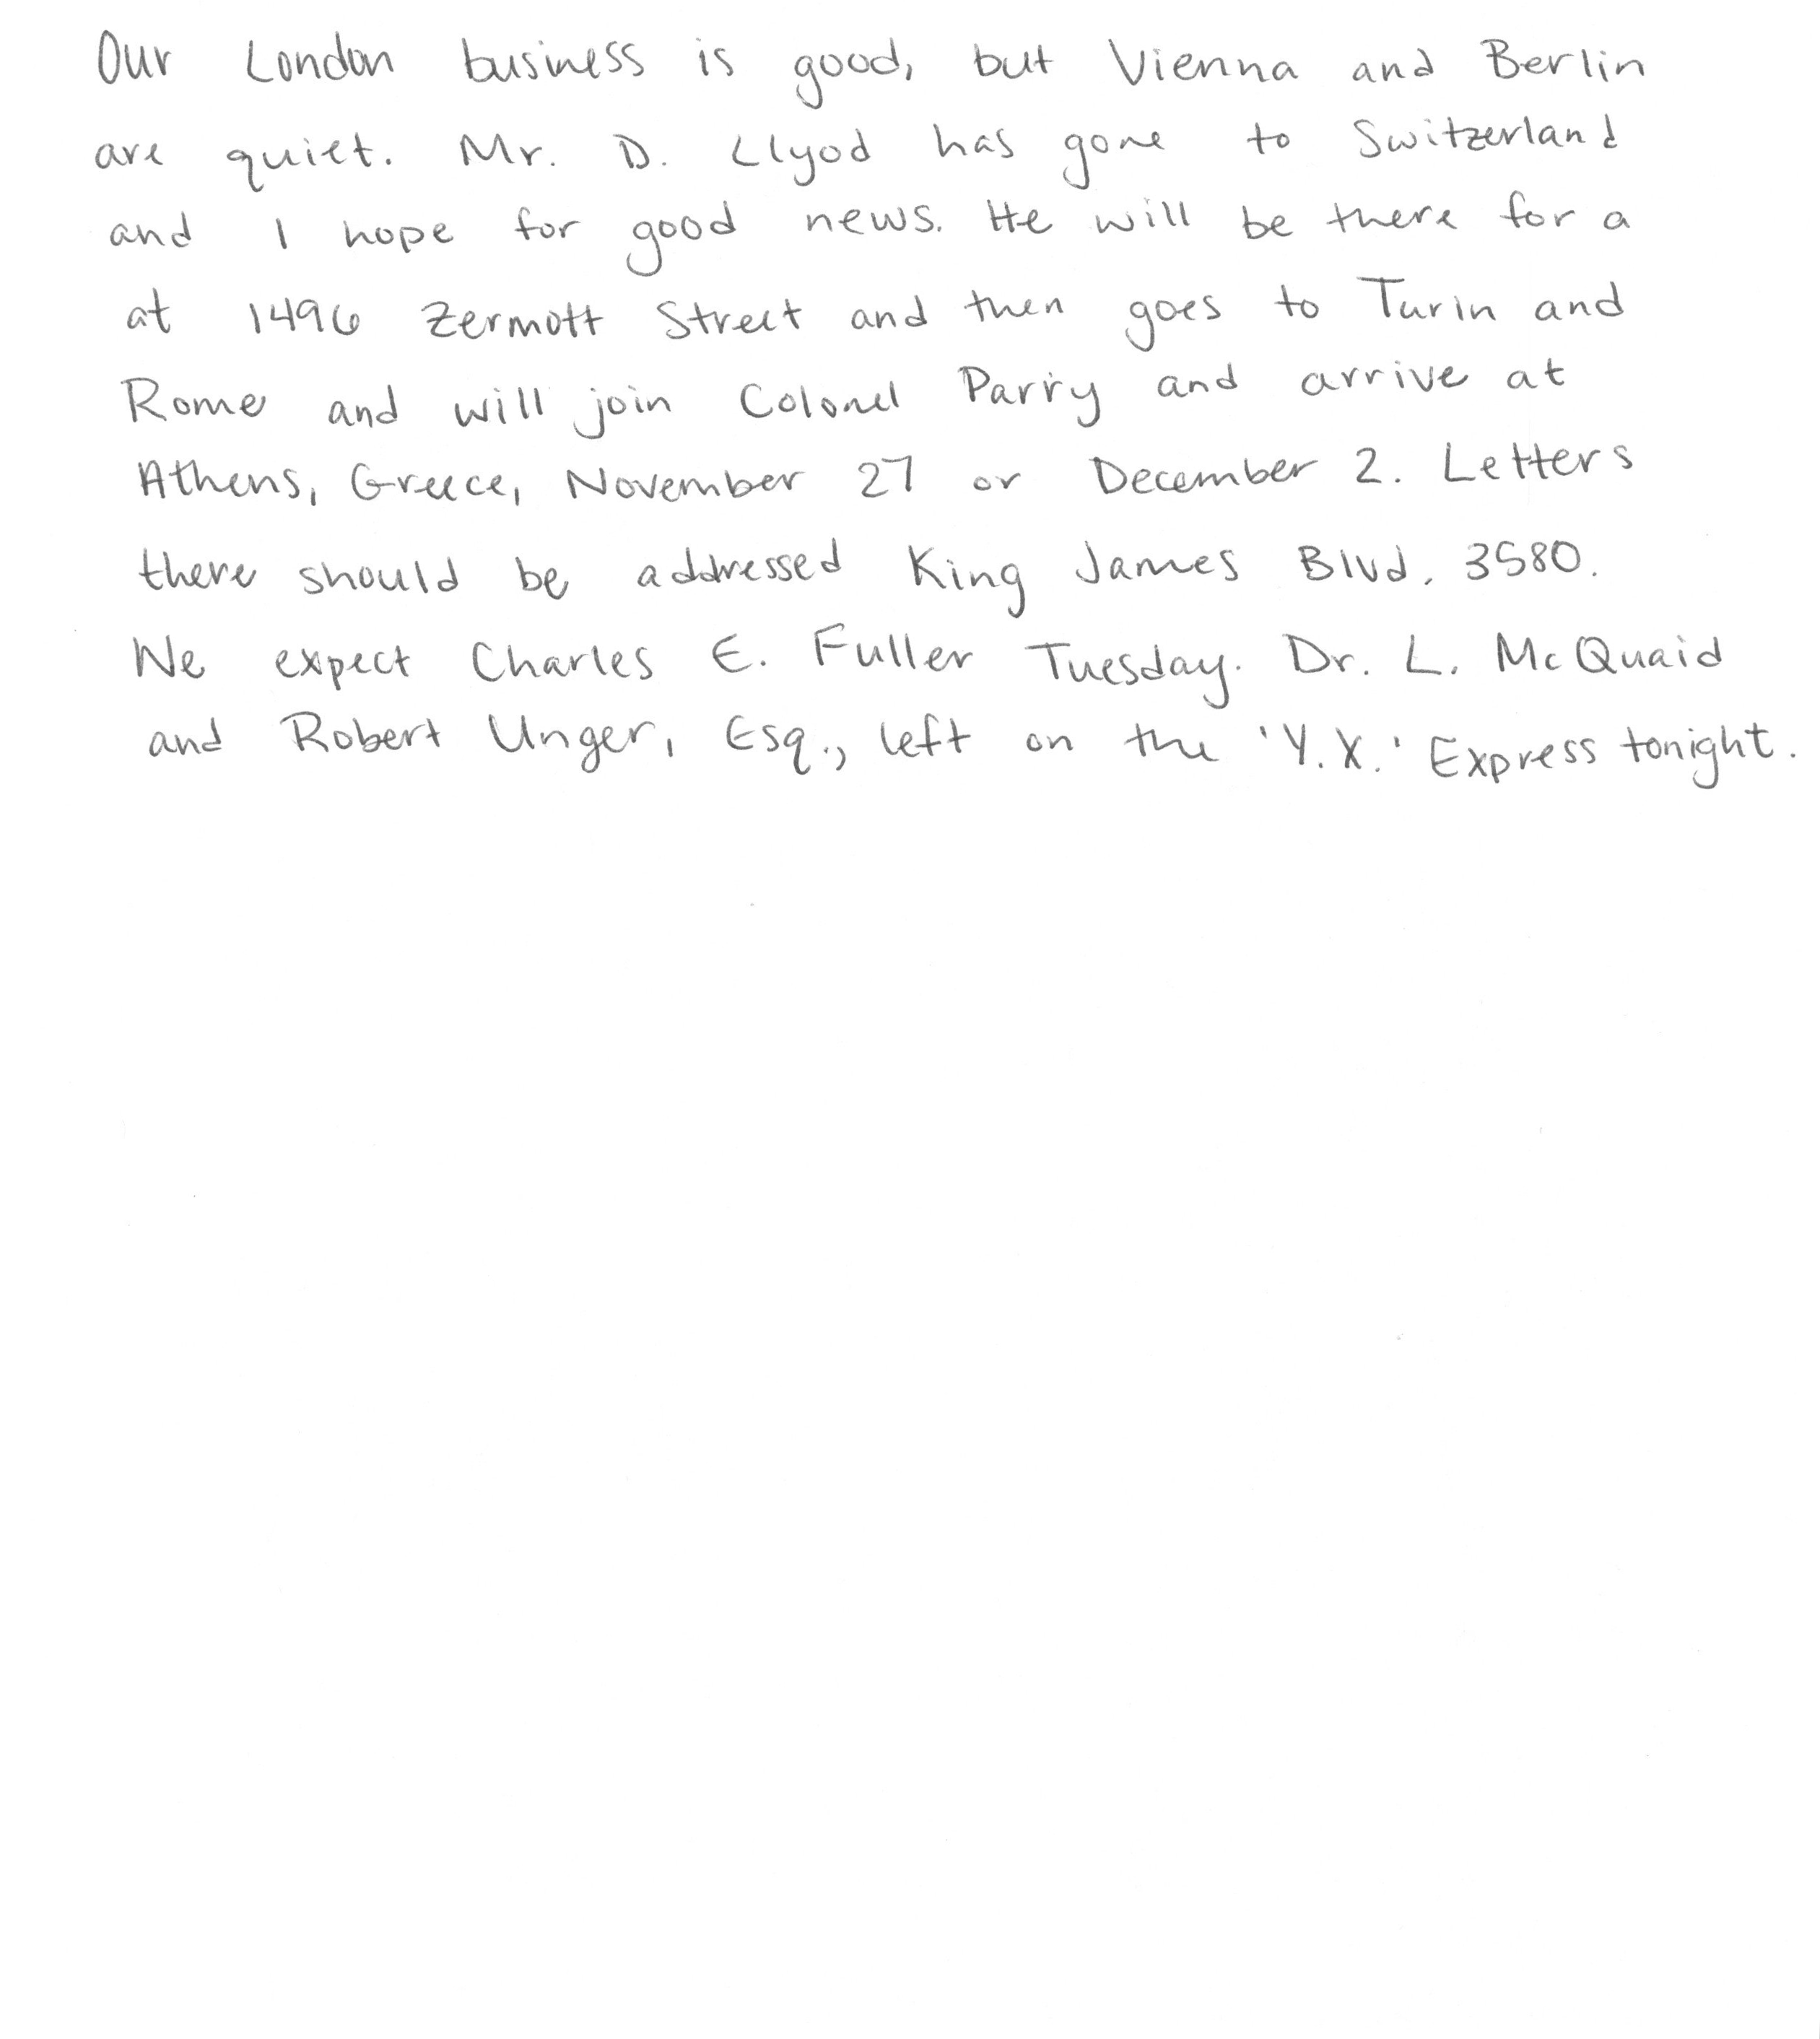 Our London business is good, but Vienna and Berlin
are quiet. Mr. D. Llyod has gone to Switzerland
and I hope for good news. He will be there for a
at 1496 Zermott Street and then goes to Turin and
Rome and will join Colonel Parry and arrive at
Athens, Greece, November 27 or December 2. Letters
there should be addressed King James Blvd. 3580.
We expect Charles E. Fuller Tuesday. Dr. L. McQuaid
and Robert Unger, Esq., left on the 'Y.X.' Express tonight.